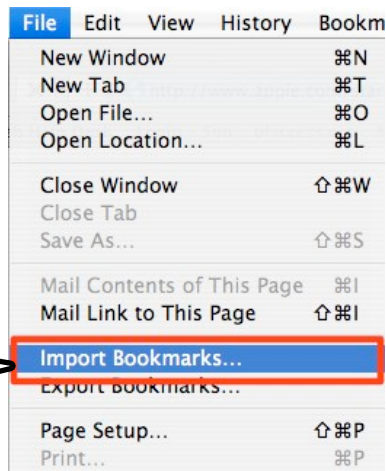 File Edit View History Bookm
New Window ⌘N
New Tab ⌘T
Open File... ⌘O
Open Location... ⌘L
Close Window ⇧⌘W
Close Tab
Save As... ⇧⌘S
Mail Contents of This Page ⌘I
Mail Link to This Page ⇧⌘I
Import Bookmarks...
Export Bookmarks...
Page Setup... ⇧⌘P
Print... ⌘P